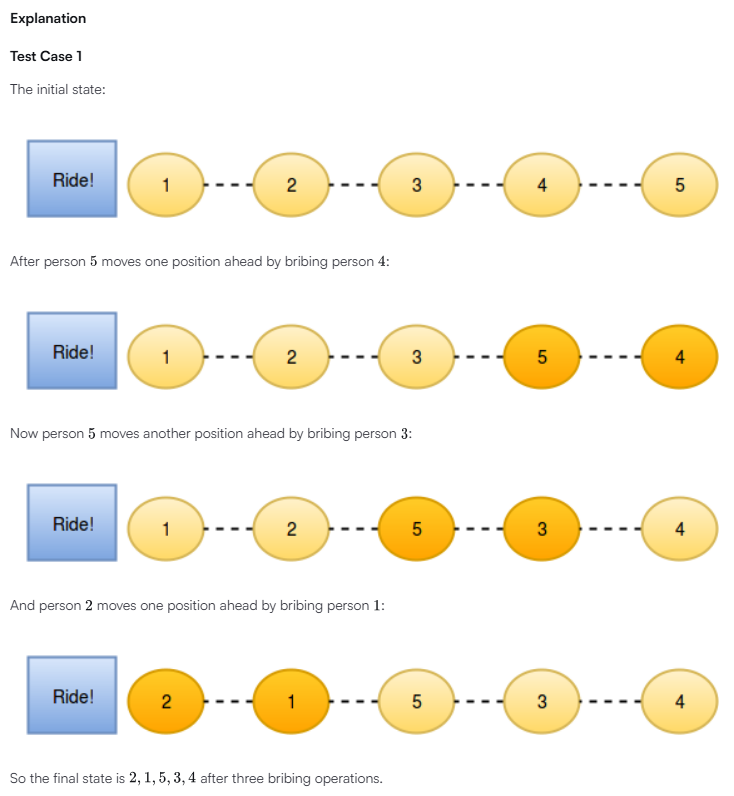 Explanation
Test Case 1
The initial state:
Ride! 1 2 3 4 5
After person 5 moves one position ahead by bribing person 4:
Ride! 1 2 3 5 4
Now person 5 moves another position ahead by bribing person 3:
Ride! 1 2 5 3 4
And person 2 moves one position ahead by bribing person 1:
Ride! 2 1 5 3 4
So the final state is 2, 1, 5, 3, 4 after three bribing operations.